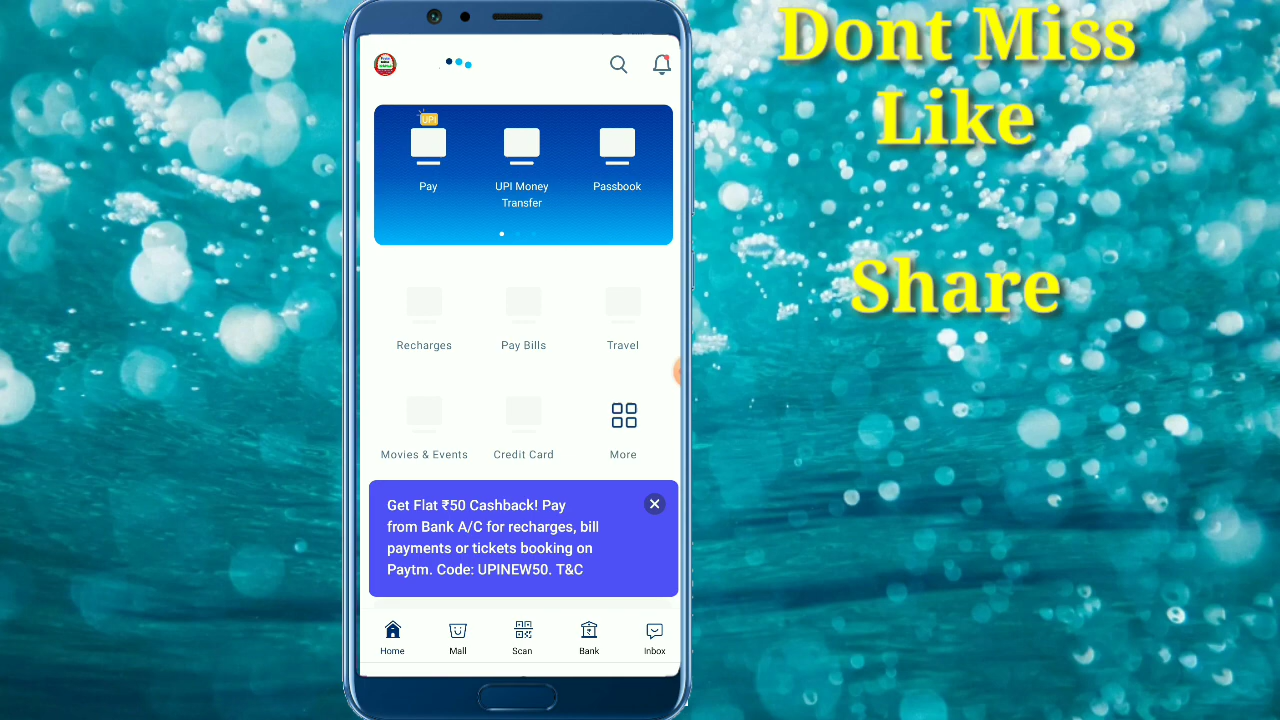 Dont Miss
Like
Share
UPI
Pay
UPI Money
Transfer
Passbook
Recharges
Pay Bills
Travel
Movies & Events
Credit Card
More
Get Flat ₹50 Cashback! Pay
from Bank A/C for recharges, bill
payments or tickets booking on
Paytm. Code: UPINEW50. T&C
Home
Mall
Scan
Bank
Inbox